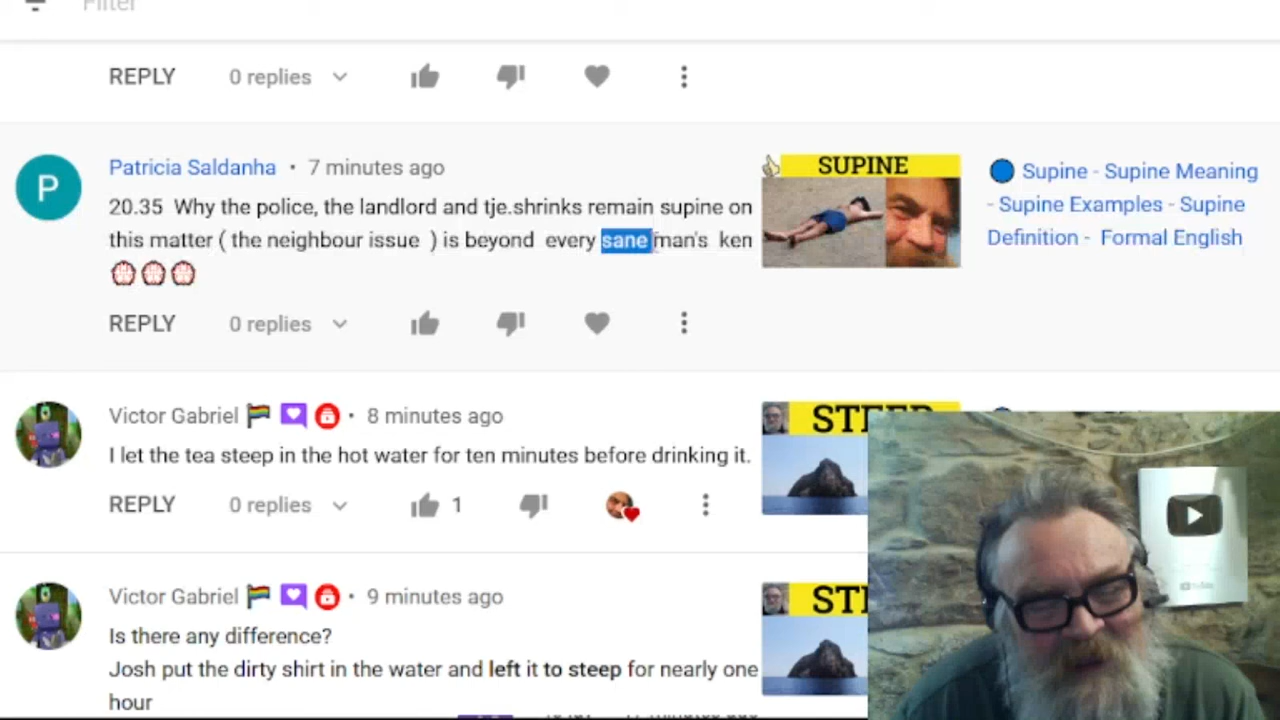 Filter
REPLY 0 replies
Patricia Saldanha • 7 minutes ago
20.35 Why the police, the landlord and tje.shrinks remain supine on
this matter ( the neighbour issue ) is beyond every sane man's ken
REPLY 0 replies
SUPINE
Supine - Supine Meaning
- Supine Examples - Supine
Definition - Formal English
Victor Gabriel • 8 minutes ago
I let the tea steep in the hot water for ten minutes before drinking it.
REPLY 0 replies 1
STEEP
Victor Gabriel • 9 minutes ago
Is there any difference?
Josh put the dirty shirt in the water and left it to steep for nearly one
hour